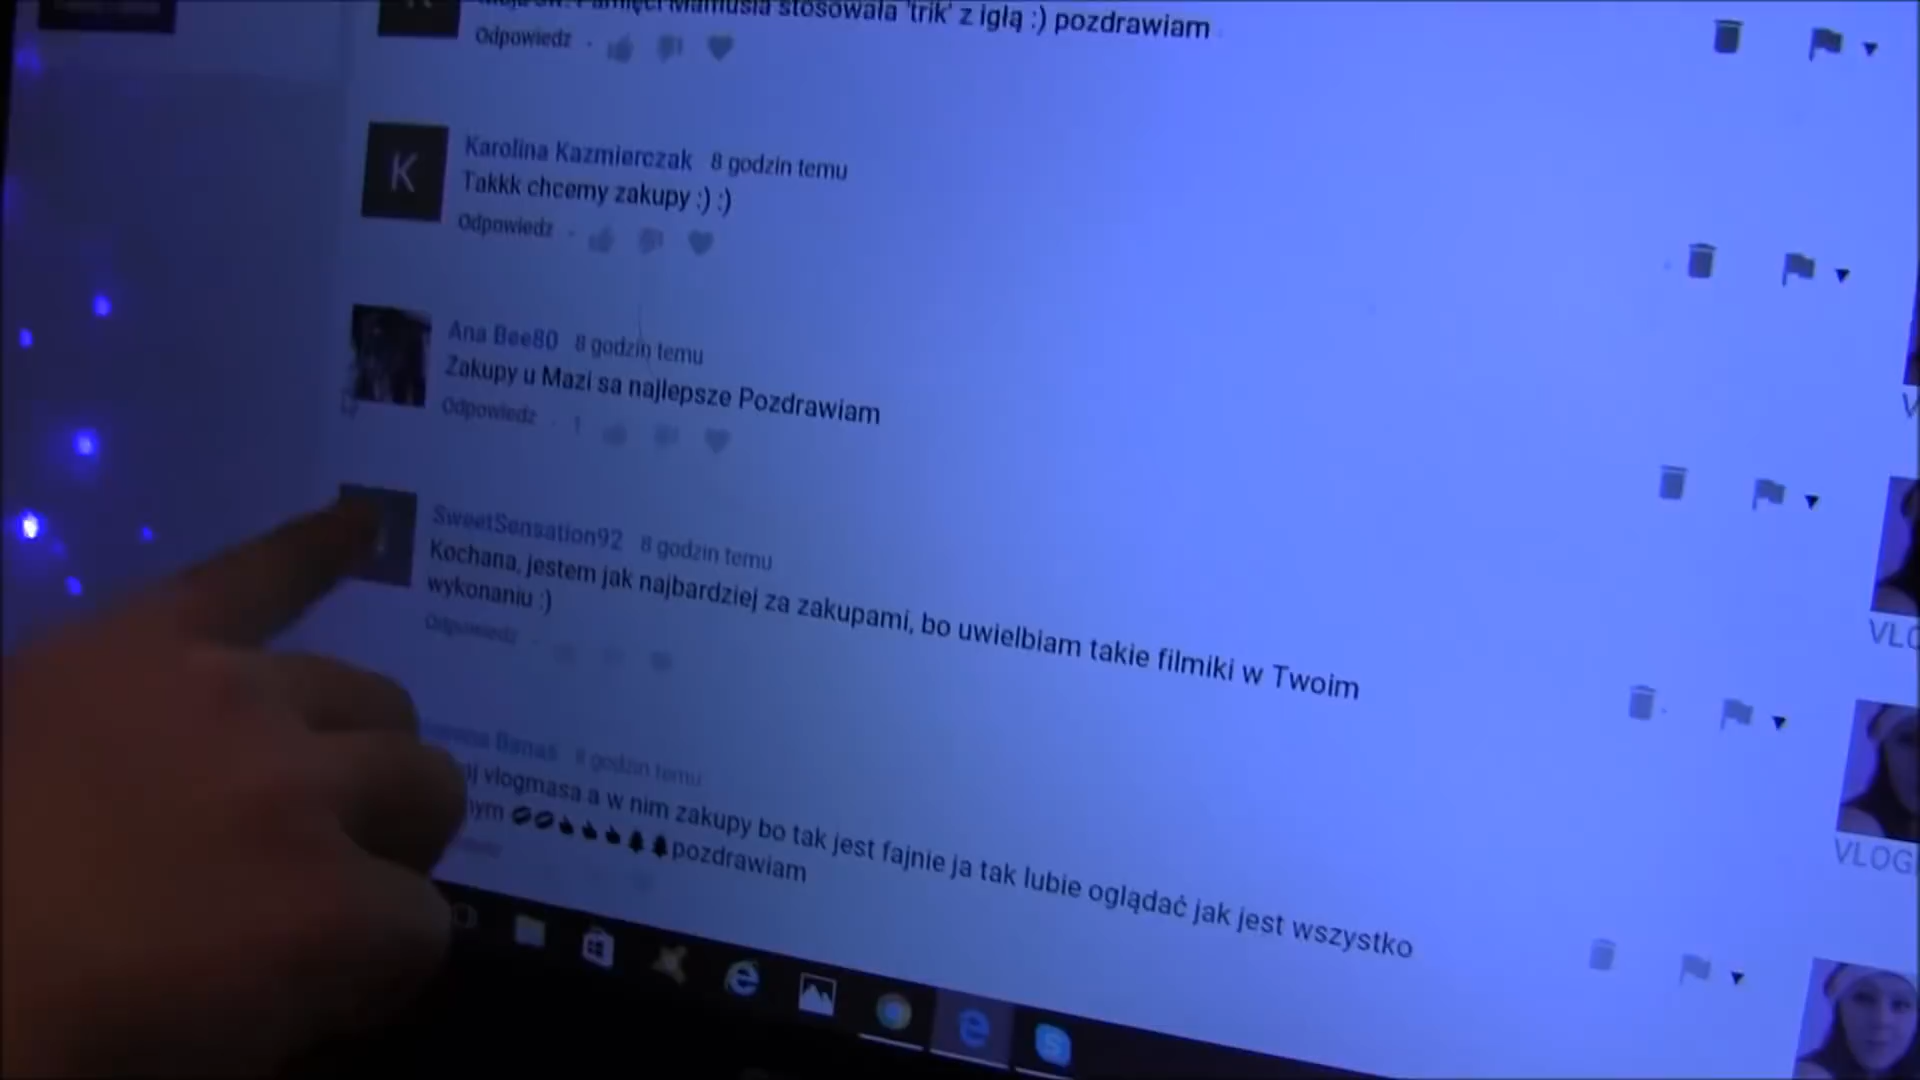 Pamięci Mamusia stosowała 'trik' z igłą :) pozdrawiam
Odpowiedz
K
Karolina Kazmierczak 8 godzin temu
Takkk chcemy zakupy :) :)
Odpowiedz
Ana Bee80 8 godzin temu
Zakupy u Mazi sa najlepsze Pozdrawiam
Odpowiedz 1
SweetSensation92 8 godzin temu
Kochana, jestem jak najbardziej za zakupami, bo uwielbiam takie filmiki w Twoim
wykonaniu :)
Odpowiedz
Banaś 8 godzin temu
vlogmasa a w nim zakupy bo tak jest fajnie ja tak lubie oglądać jak jest wszystko
pozdrawiam
VLO
VLOG